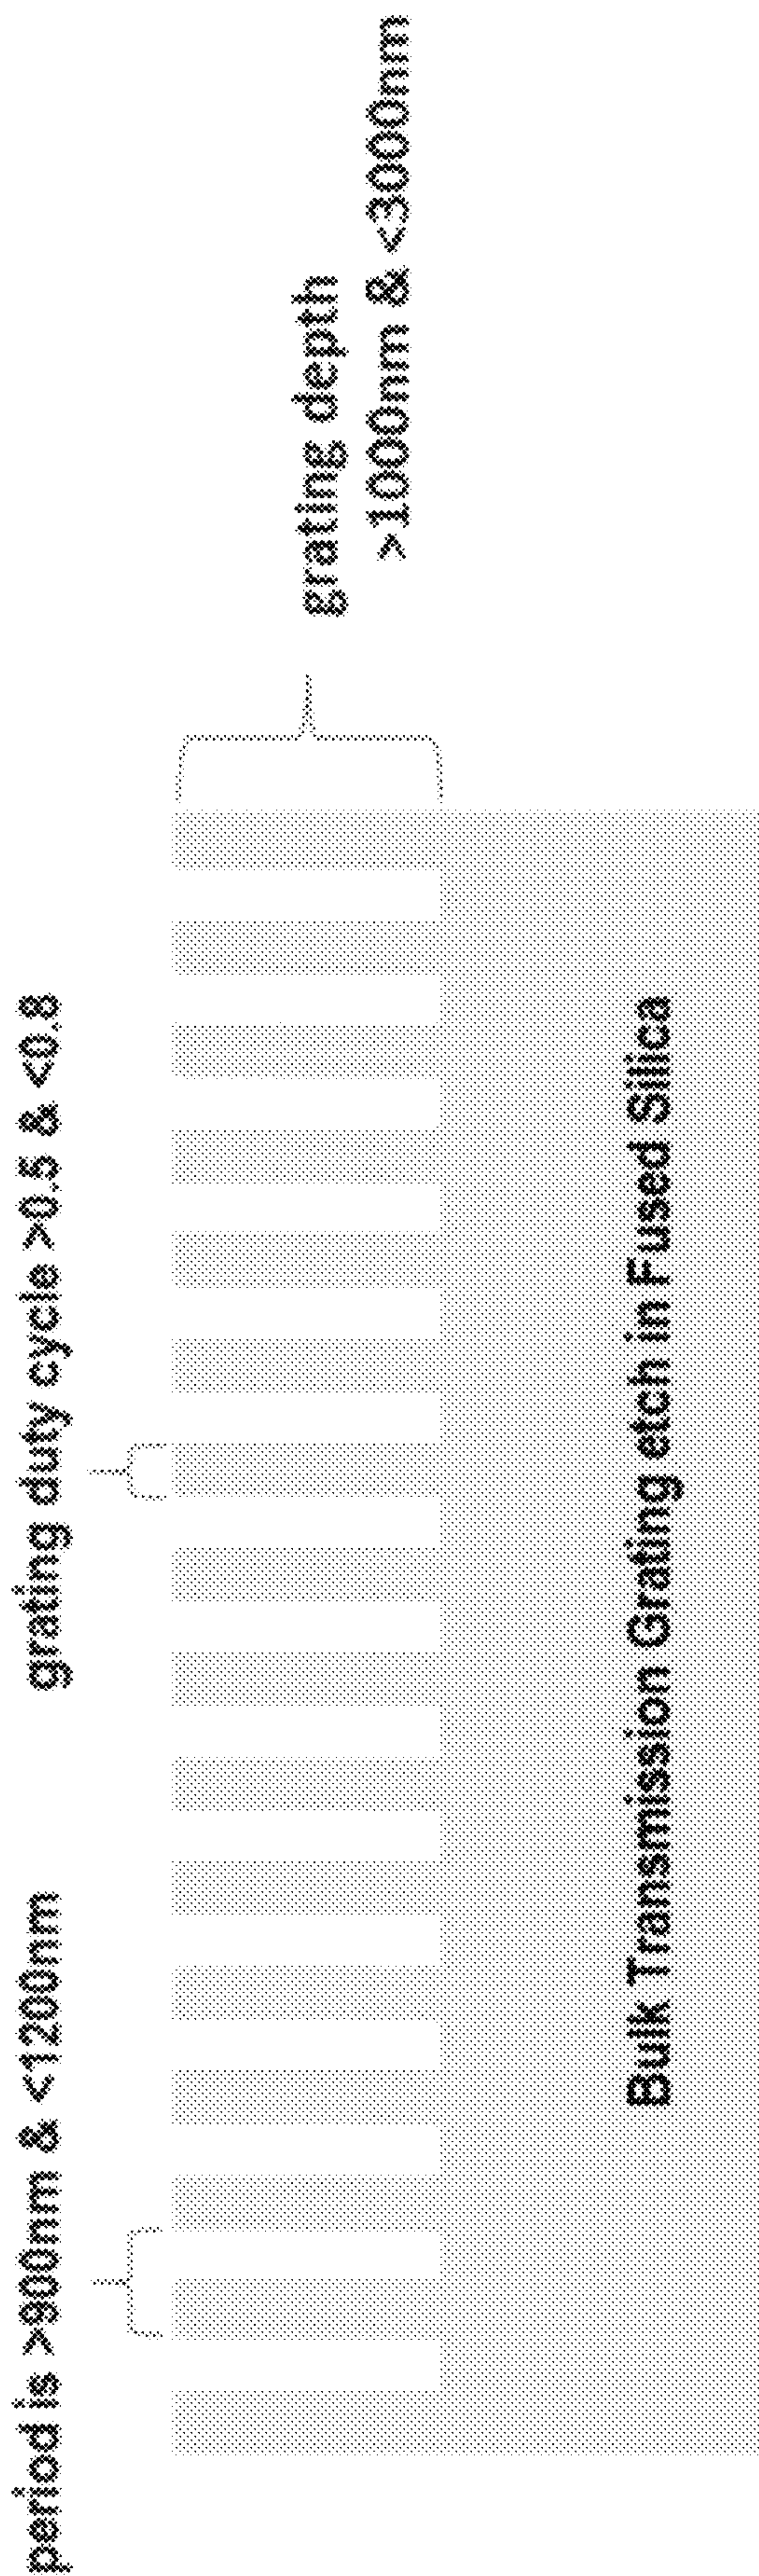 period is >900nm & <1200nm
grating duty cycle >0.5 & <0.8
grating depth
>1000nm & <3000nm
Bulk Transmission Grating etch in Fused Silica